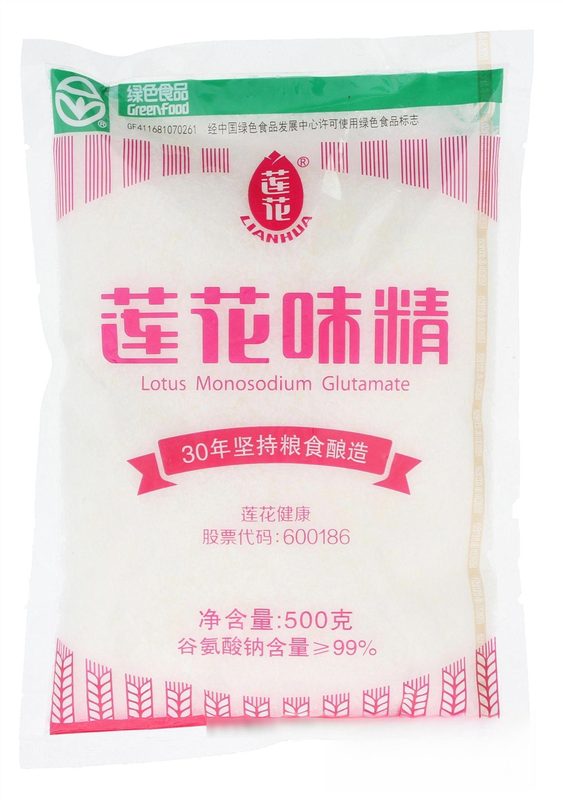 绿色食品
GreenFood
®
GF411681070261 经中国绿色食品发展中心许可使用绿色食品标志
莲花
®
LIANHUA
莲花味精
Lotus Monosodium Glutamate
30年坚持粮食酿造
莲花健康
股票代码:600186
净含量:500克
谷氨酸钠含量≥99%